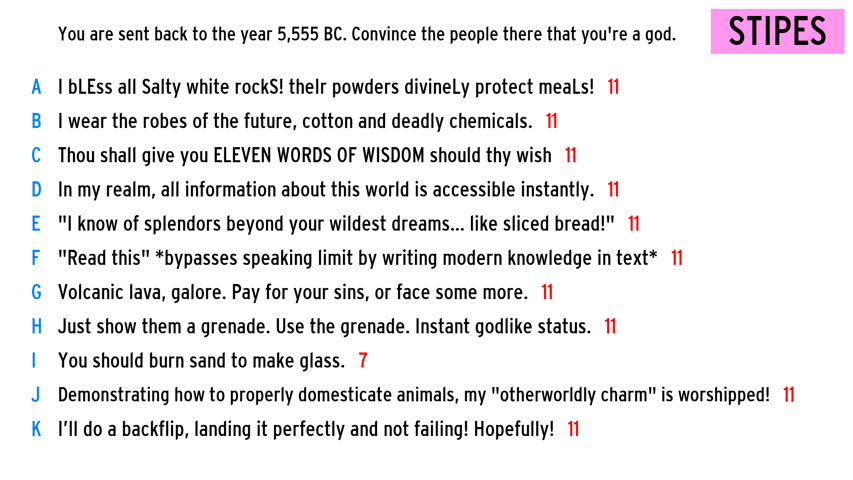 You are sent back to the year 5,555 BC. Convince the people there that you're a god.
STIPES
A I bLEss all Salty white rockS! theIr powders divineLy protect meaLs! 11
B I wear the robes of the future, cotton and deadly chemicals. 11
C Thou shall give you ELEVEN WORDS OF WISDOM should thy wish 11
D In my realm, all information about this world is accessible instantly. 11
E "I know of splendors beyond your wildest dreams... like sliced bread!" 11
F "Read this" *bypasses speaking limit by writing modern knowledge in text* 11
G Volcanic lava, galore. Pay for your sins, or face some more. 11
H Just show them a grenade. Use the grenade. Instant godlike status. 11
I You should burn sand to make glass. 7
J Demonstrating how to properly domesticate animals, my "otherworldly charm" is worshipped! 11
K I’ll do a backflip, landing it perfectly and not failing! Hopefully! 11